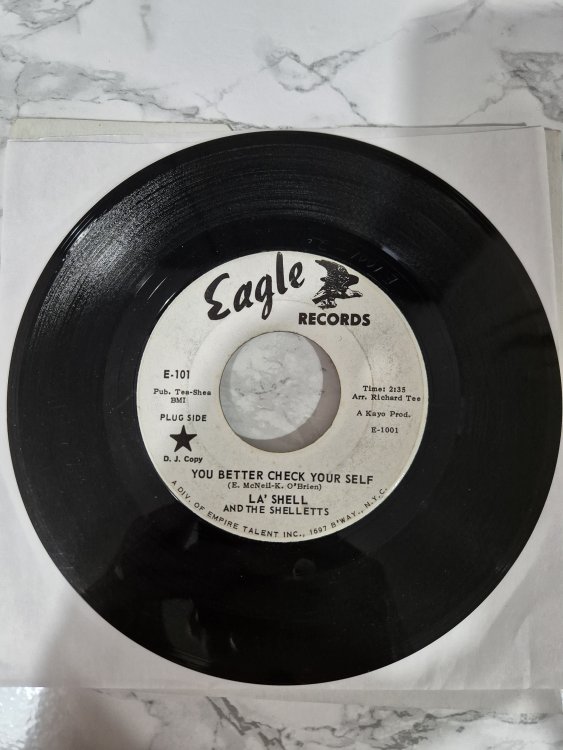 Eagle
RECORDS
E-101
Pub. Tea-Shea
BMI
PLUG SIDE
D. J. Copy
Time: 2:35
Arr. Richard Tee
A Kayo Prod.
E-1001
YOU BETTER CHECK YOUR SELF
(E. McNeil-K. O'Brien)
LA' SHELL
AND THE SHELLETTS
A DIV. OF EMPIRE TALENT INC., 1697 B'WAY., N.Y.C.